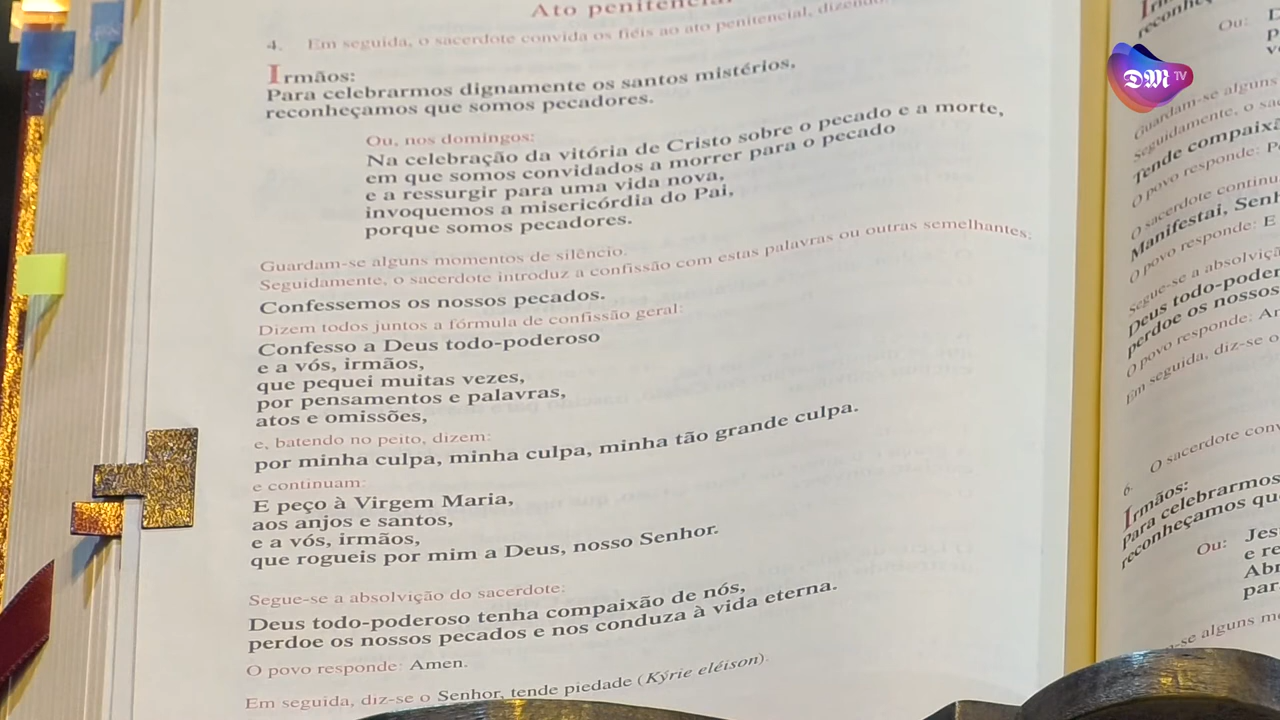 Ato penitencial
4. Em seguida, o sacerdote convida os fiéis ao ato penitencial, dizendo:
Irmãos:
Para celebrarmos dignamente os santos mistérios,
reconheçamos que somos pecadores.
Ou, nos domingos:
Na celebração da vitória de Cristo sobre o pecado e a morte,
em que somos convidados a morrer para o pecado
e a ressurgir para uma vida nova,
invoquemos a misericórdia do Pai,
porque somos pecadores.
Guardam-se alguns momentos de silêncio.
Seguidamente, o sacerdote introduz a confissão com estas palavras ou outras semelhantes:
Confessemos os nossos pecados.
Dizem todos juntos a fórmula de confissão geral:
Confesso a Deus todo-poderoso
e a vós, irmãos,
que pequei muitas vezes,
por pensamentos e palavras,
atos e omissões,
e, batendo no peito, dizem:
por minha culpa, minha culpa, minha tão grande culpa.
e continuam:
E peço à Virgem Maria,
aos anjos e santos,
e a vós, irmãos,
que rogueis por mim a Deus, nosso Senhor.
Segue-se a absolvição do sacerdote:
Deus todo-poderoso tenha compaixão de nós,
perdoe os nossos pecados e nos conduza à vida eterna.
O povo responde: Amen.
Em seguida, diz-se o Senhor, tende piedade (Kýrie eléison).
DM TV
Ou:
Guardam-se alguns
Seguidamente, o
Tende
O povo responde:
O sacerdote
Manifestai,
O povo responde: E
Segue-se a
Deus
perdoe os nossos
O povo responde:
Em seguida, diz-se o
O sacerdote
6.
Irmãos:
Para celebrarmos
reconheçamos
Ou:
e
alguns